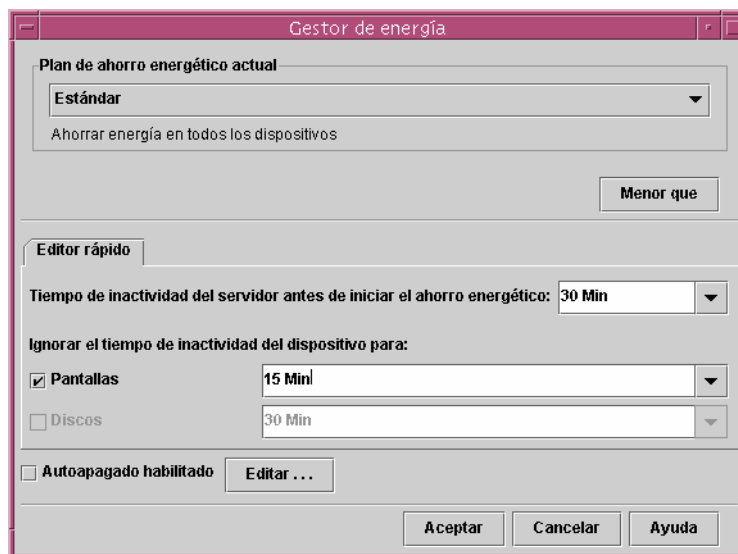 Gestor de energía
Plan de ahorro energético actual
Estándar
Ahorrar energía en todos los dispositivos
Menor que
Editor rápido
Tiempo de inactividad del servidor antes de iniciar el ahorro energético: 30 Min
Ignorar el tiempo de inactividad del dispositivo para:
Pantallas 15 Min
Discos 30 Min
Autoapagado habilitado Editar . . .
Aceptar Cancelar Ayuda